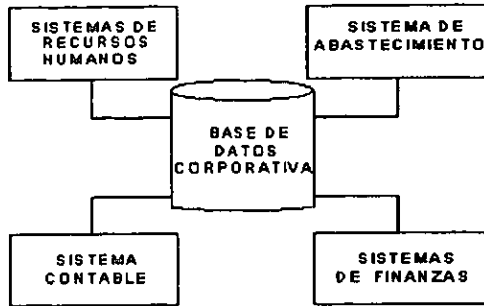 SISTEMAS DE
RECURSOS
HUMANOS
SISTEMA DE
ABASTECIMIENTO
BASE DE
DATOS
CORPORATIVA
SISTEMA
CONTABLE
SISTEMAS
DE FINANZAS